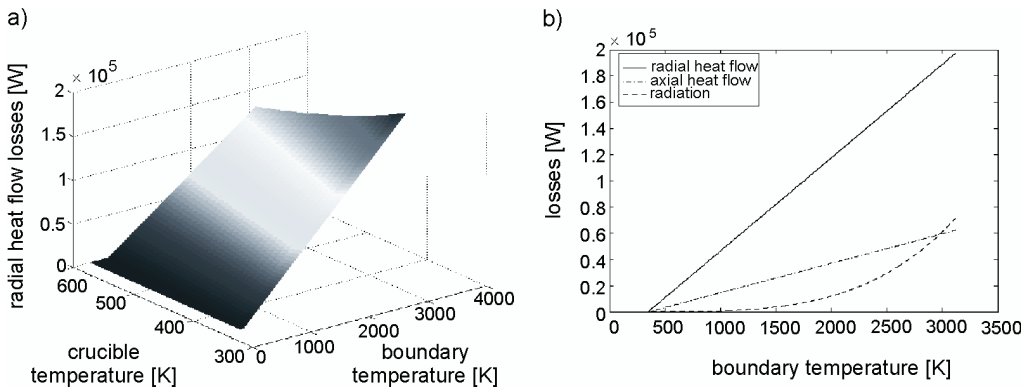 a)
× 10^5
radial heat flow losses [W]
2
1.5
1
0.5
0
600
500
400
300
0
1000
2000
3000
4000
crucible
temperature [K]
boundary
temperature [K]
b)
× 10^5
losses [W]
2
1.8
1.6
1.4
1.2
1
0.8
0.6
0.4
0.2
0
radial heat flow
axial heat flow
radiation
0 500 1000 1500 2000 2500 3000 3500
boundary temperature [K]